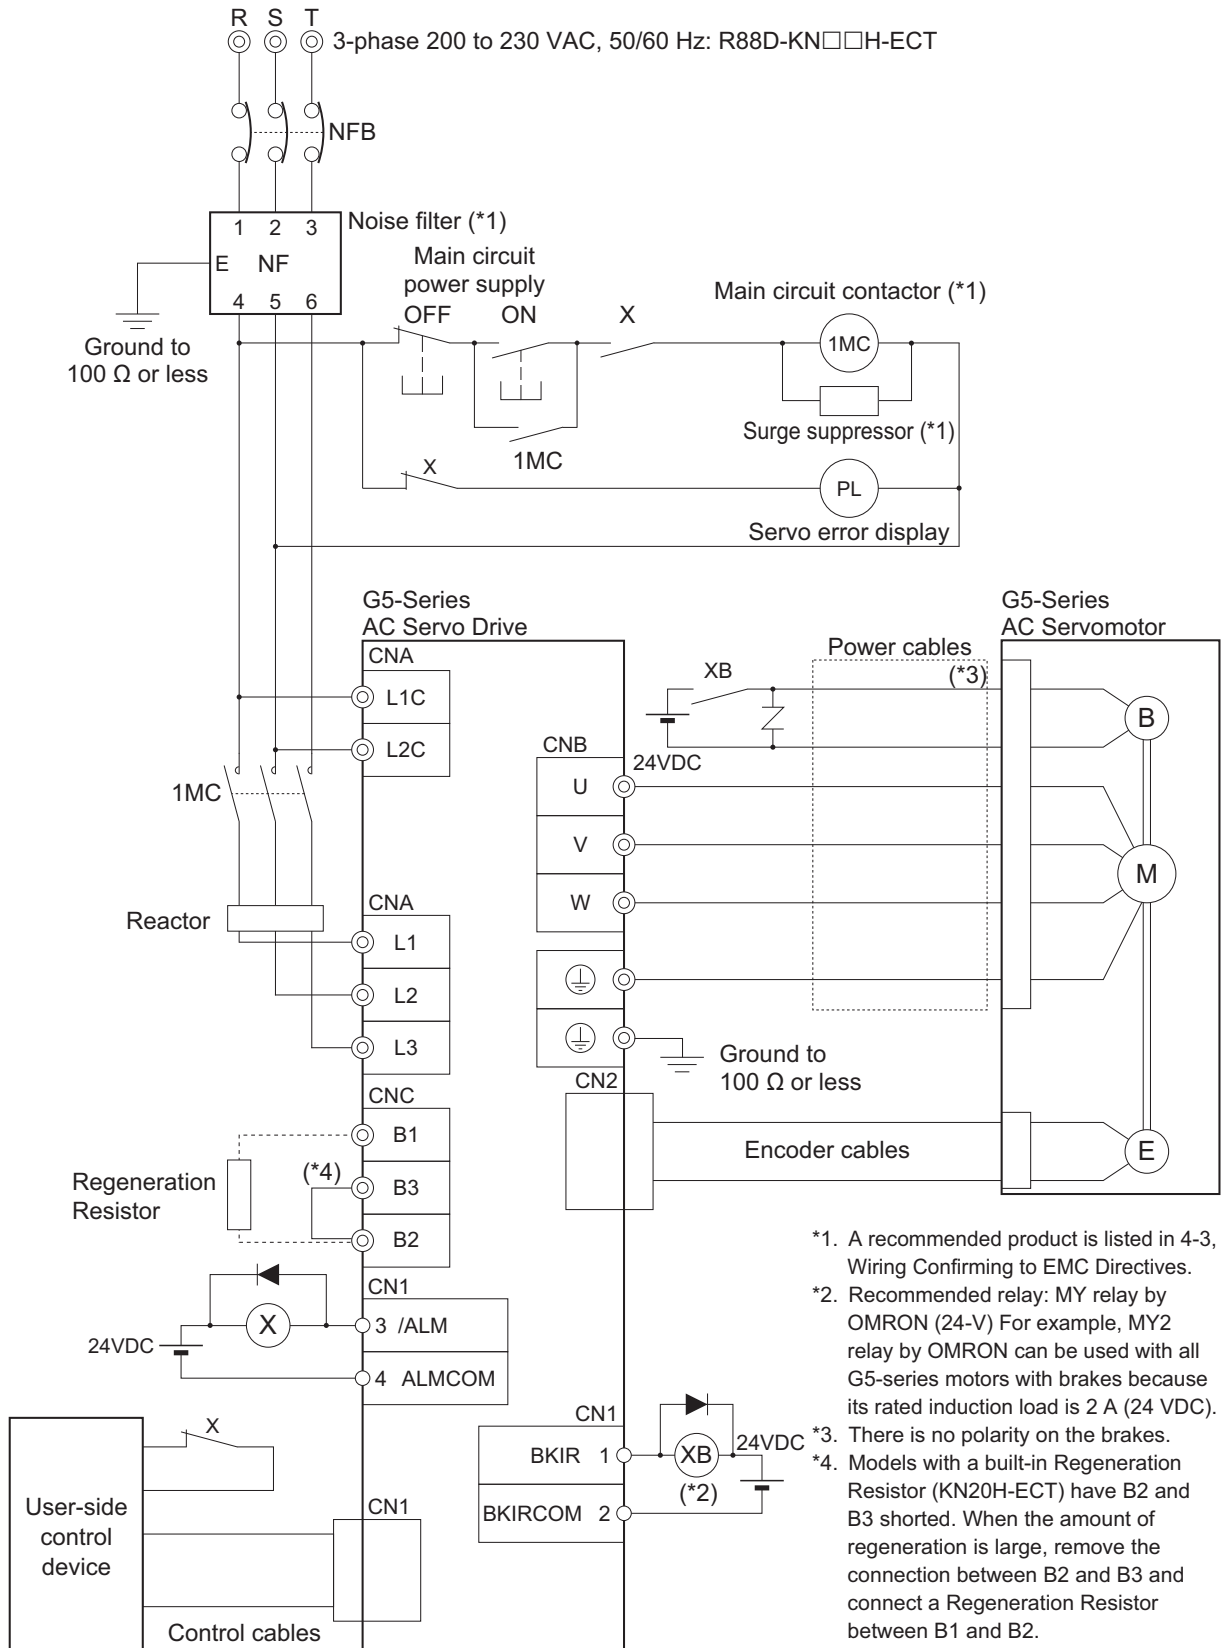 R S T
3-phase 200 to 230 VAC, 50/60 Hz: R88D-KN□□H-ECT
NFB
1 2 3
Noise filter (*1)
E NF
4 5 6
Ground to
100 Ω or less
Main circuit
power supply
OFF ON X
Main circuit contactor (*1)
1MC
Surge suppressor (*1)
1MC
X
PL
Servo error display
G5-Series
AC Servo Drive
G5-Series
AC Servomotor
CNA
L1C
L2C
1MC
Reactor
CNA
L1
L2
L3
CNC
B1
B3
B2
(*4)
Regeneration
Resistor
XB
24VDC
Power cables
(*3)
B
CNB
U
V
W
M
Ground to
100 Ω or less
CN2
Encoder cables
E
CN1
X
24VDC
3 /ALM
4 ALMCOM
X
User-side
control
device
CN1
Control cables
CN1
BKIR 1
BKIRCOM 2
XB
(*2)
24VDC
*1. A recommended product is listed in 4-3,
Wiring Confirming to EMC Directives.
*2. Recommended relay: MY relay by
OMRON (24-V) For example, MY2
relay by OMRON can be used with all
G5-series motors with brakes because
its rated induction load is 2 A (24 VDC).
*3. There is no polarity on the brakes.
*4. Models with a built-in Regeneration
Resistor (KN20H-ECT) have B2 and
B3 shorted. When the amount of
regeneration is large, remove the
connection between B2 and B3 and
connect a Regeneration Resistor
between B1 and B2.